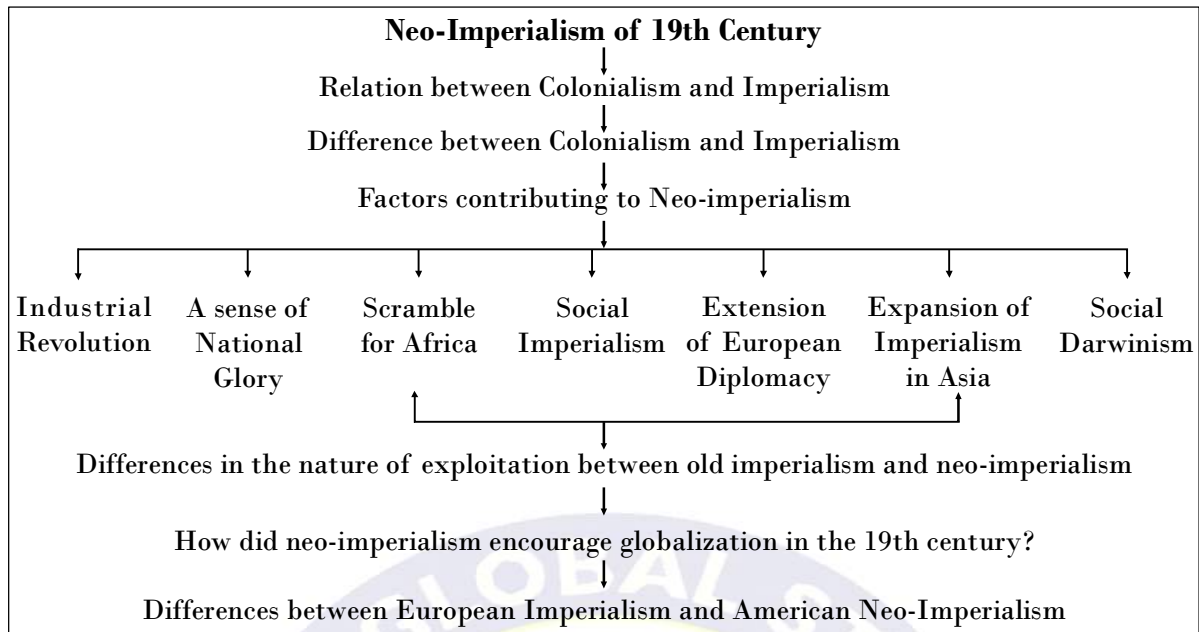 Neo-Imperialism of 19th Century
Relation between Colonialism and Imperialism
Difference between Colonialism and Imperialism
Factors contributing to Neo-imperialism
Industrial
Revolution
A sense of
National
Glory
Scramble
for Africa
Social
Imperialism
Extension
of European
Diplomacy
Expansion of
Imperialism
in Asia
Social
Darwinism
Differences in the nature of exploitation between old imperialism and neo-imperialism
How did neo-imperialism encourage globalization in the 19th century?
GLOBAL S
Differences between European Imperialism and American Neo-Imperialism